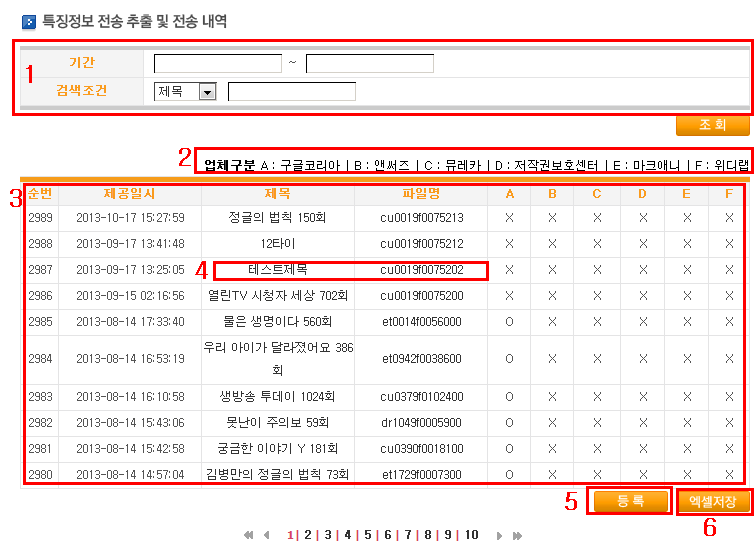 특징정보 전송 추출 및 전송 내역
1
기간 ~
검색조건 제목
조 회
2 업체구분 A : 구글코리아 | B : 앤써즈 | C : 뮤레카 | D : 저작권보호센터 | E : 마크애니 | F : 위디랩
3 순번 제공일시 제목 파일명 A B C D E F
2989 2013-10-17 15:27:59 정글의 법칙 150회 cu0019f0075213 X X X X X X
2988 2013-09-17 13:41:48 12타이 cu0019f0075212 X X X X X X
2987 2013-09-17 13:25:05 4 테스트제목 cu0019f0075202 X X X X X X
2986 2013-09-15 02:16:56 열린TV 시청자 세상 702회 cu0019f0075200 X X X X X X
2985 2013-08-14 17:33:40 물은 생명이다 560회 et0014f0056000 O X X X X X
2984 2013-08-14 16:53:19 우리 아이가 달라졌어요 386
회 et0942f0038600 O X X X X X
2983 2013-08-14 16:10:58 생방송 투데이 1024회 cu0379f0102400 O X X X X X
2982 2013-08-14 15:43:06 못난이 주의보 59회 dr1049f0005900 O X X X X X
2981 2013-08-14 15:42:58 궁금한 이야기 Y 181회 cu0390f0018100 O X X X X X
2980 2013-08-14 14:57:04 김병만의 정글의 법칙 73회 et1729f0007300 O X X X X X
5 등 록 엑셀저장
6
1 | 2 | 3 | 4 | 5 | 6 | 7 | 8 | 9 | 10